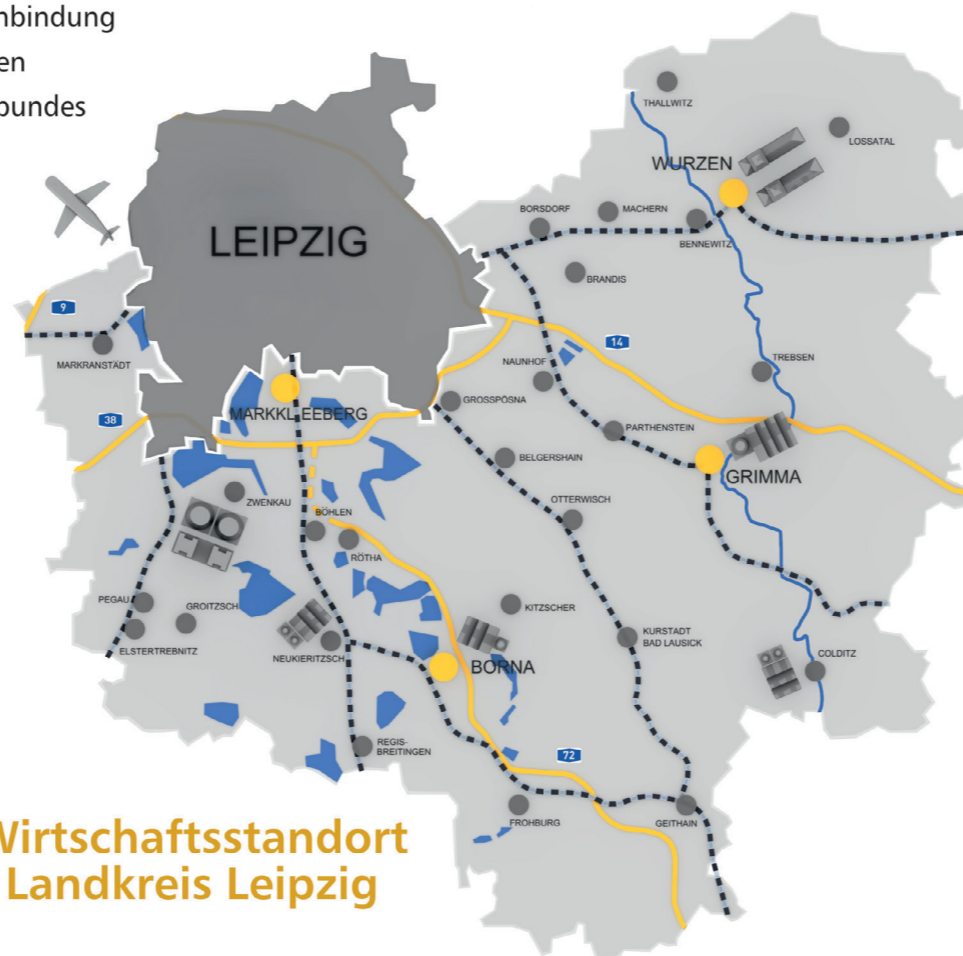 nbindung
en
bundes
THALLWITZ
LOSSATAL
WURZEN
BORSDORF
MACHERN
BENNEWITZ
LEIPZIG
BRANDIS
9
MARKRANSTÄDT
14
NAUNHOF
TREBSEN
GROSSPÖSNA
MARKKLEEBERG
38
PARTHENSTEIN
BELGERSHAIN
GRIMMA
ZWENKAU
OTTERWISCH
BÖHLEN
RÖTHA
PEGAU
GROITZSCH
KITZSCHER
ELSTERTREBNITZ
NEUKIERITZSCH
KURSTADT
BAD LAUSICK
COLDITZ
BORNA
REGIS-
BREITINGEN
72
FROHBURG
GEITHAIN
Wirtschaftsstandort
Landkreis Leipzig